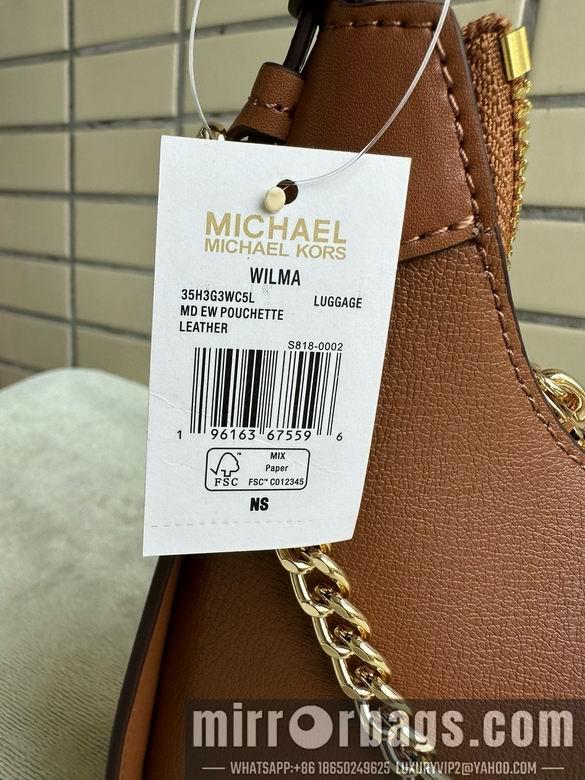 MICHAEL
MICHAEL KORS
WILMA
35H3G3WC5L LUGGAGE
MD EW POUCHETTE
LEATHER
S818-0002
1 96163 67559 6
MIX
Paper
FSC™ FSC™ C012345
NS
mirrorbags.com
WHATSAPP:+86 18650249625 LUXURYVIP2@YAHOO.COM